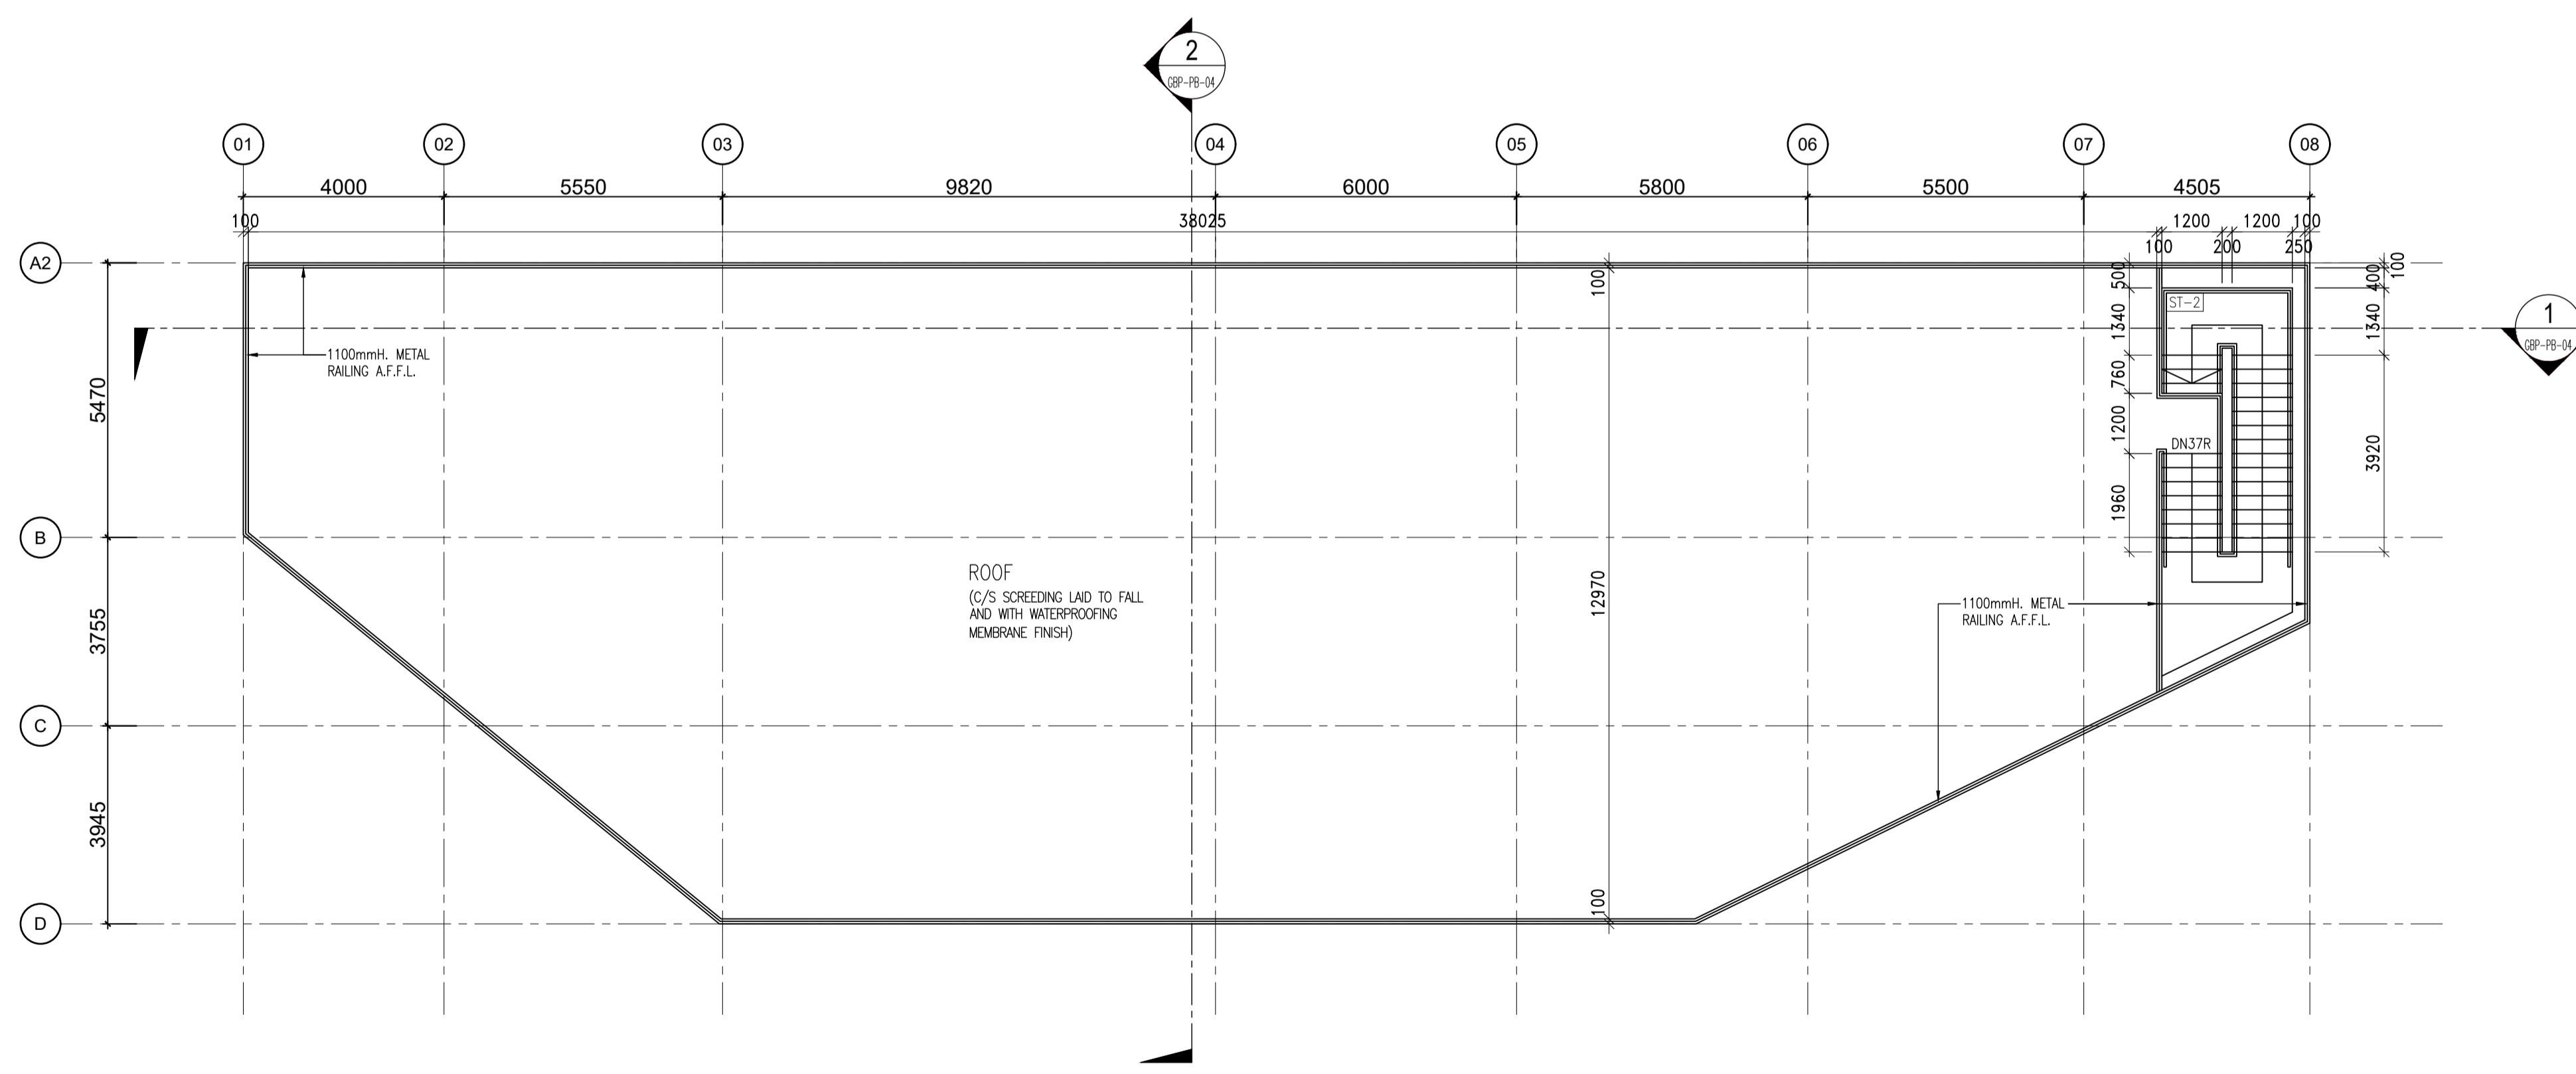 2
GBP-PB-04
01
02
03
04
05
06
07
08
4000
5550
9820
6000
5800
5500
4505
100
38025
1200
1200
100
100
200
250
A2
B
C
D
5470
3755
3945
1100mmH. METAL
RAILING A.F.F.L.
ROOF
(C/S SCREEDING LAID TO FALL
AND WITH WATERPROOFING
MEMBRANE FINISH)
100
12970
100
500
1340
760
1200
1960
ST-2
DN37R
1100mmH. METAL
RAILING A.F.F.L.
100
400
1340
3920
1
GBP-PB-04